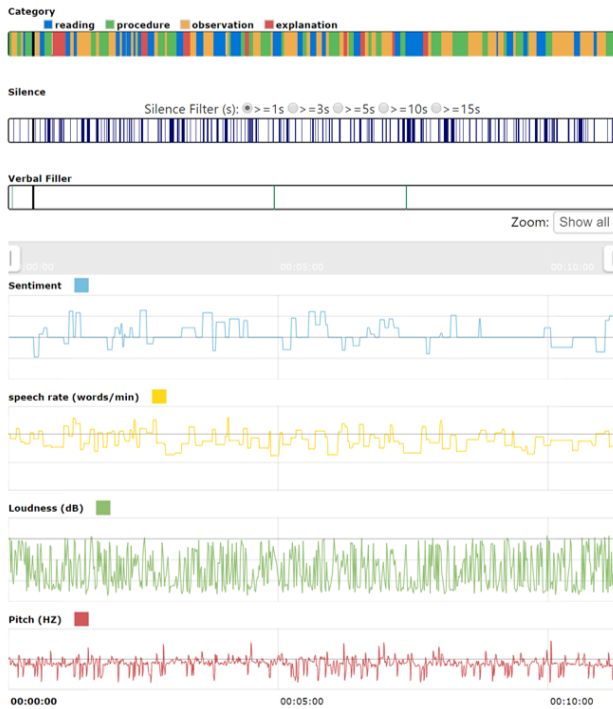 Category
reading procedure observation explanation
Silence
Silence Filter (s): >=1s >=3s >=5s >=10s >=15s
Verbal Filler
Zoom: Show all
00:00 00:05:00 00:10:00
Sentiment
speech rate (words/min)
Loudness (dB)
Pitch (HZ)
00:00:00 00:05:00 00:10:00